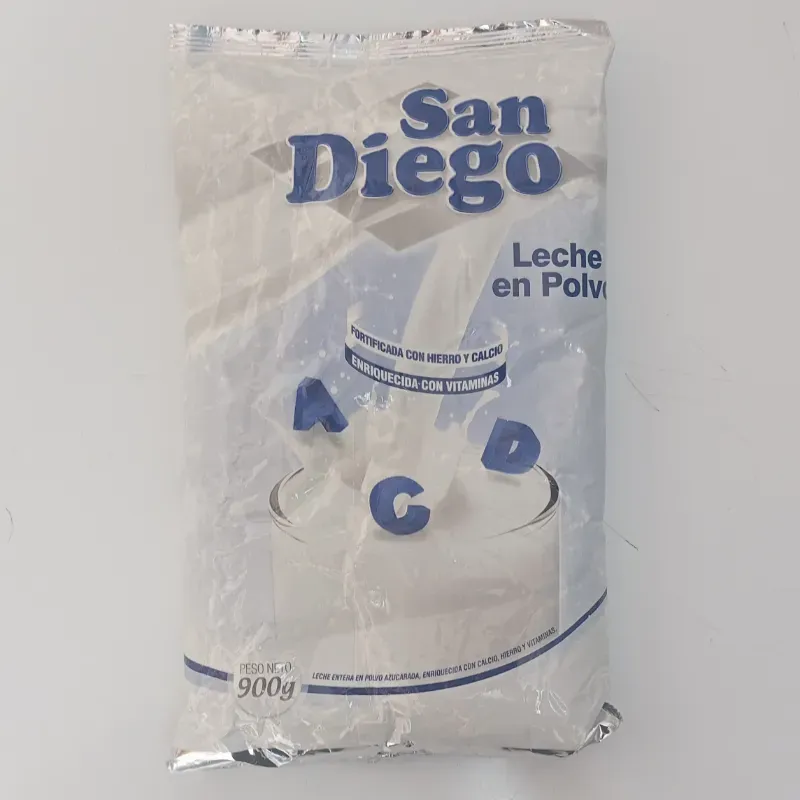 San
Diego
Leche
en Polvo
FORTIFICADA CON HIERRO Y CALCIO
ENRIQUECIDA CON VITAMINAS
A
D
C
PESO NETO
900g
LECHE ENTERA EN POLVO AZUCARADA, ENRIQUECIDA CON CALCIO, HIERRO Y VITAMINAS.